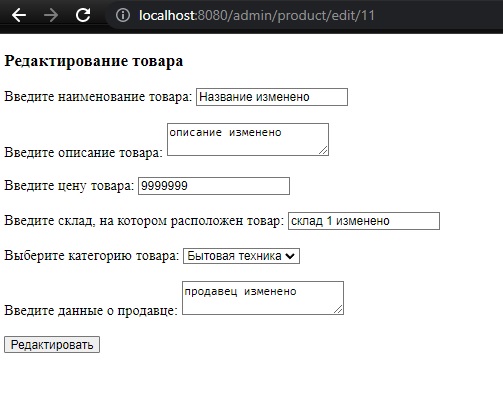 localhost:8080/admin/product/edit/11
Редактирование товара
Введите наименование товара: Название изменено
Введите описание товара: описание изменено
Введите цену товара: 9999999
Введите склад, на котором расположен товар: склад 1 изменено
Выберите категорию товара: Бытовая техника
Введите данные о продавце: продавец изменено
Редактировать